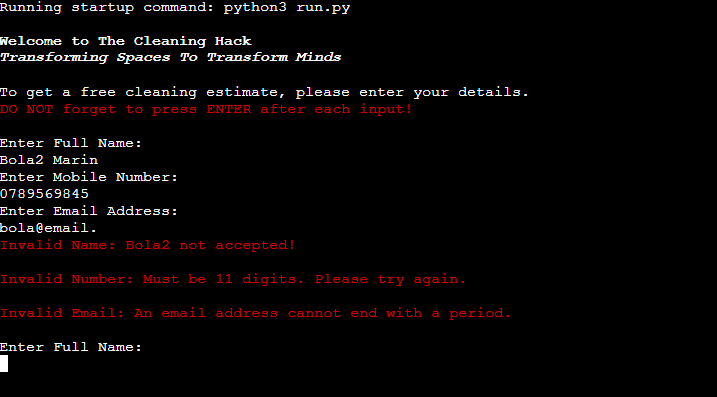 Running startup command: python3 run.py
Welcome to The Cleaning Hack
Transforming Spaces To Transform Minds
To get a free cleaning estimate, please enter your details.
DO NOT forget to press ENTER after each input!
Enter Full Name:
Bola2 Marin
Enter Mobile Number:
0789569845
Enter Email Address:
bola@email.
Invalid Name: Bola2 not accepted!
Invalid Number: Must be 11 digits. Please try again.
Invalid Email: An email address cannot end with a period.
Enter Full Name: